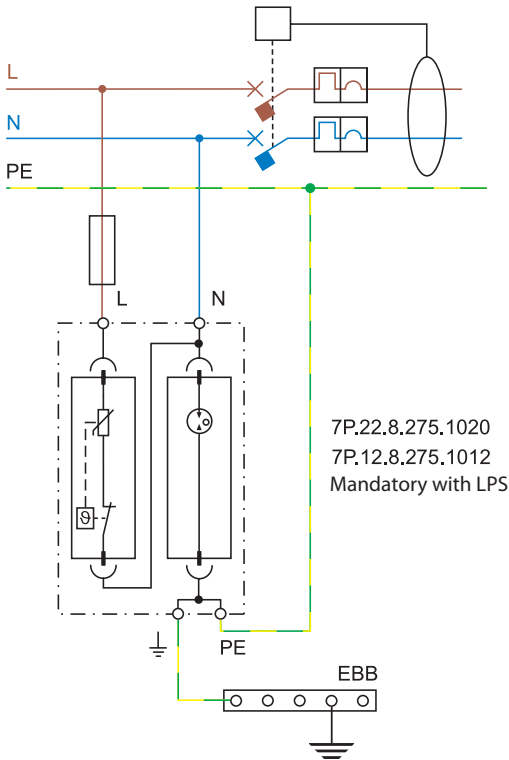 L
N
PE
L
N
7P.22.8.275.1020
7P.12.8.275.1012
Mandatory with LPS
ϑ
PE
EBB